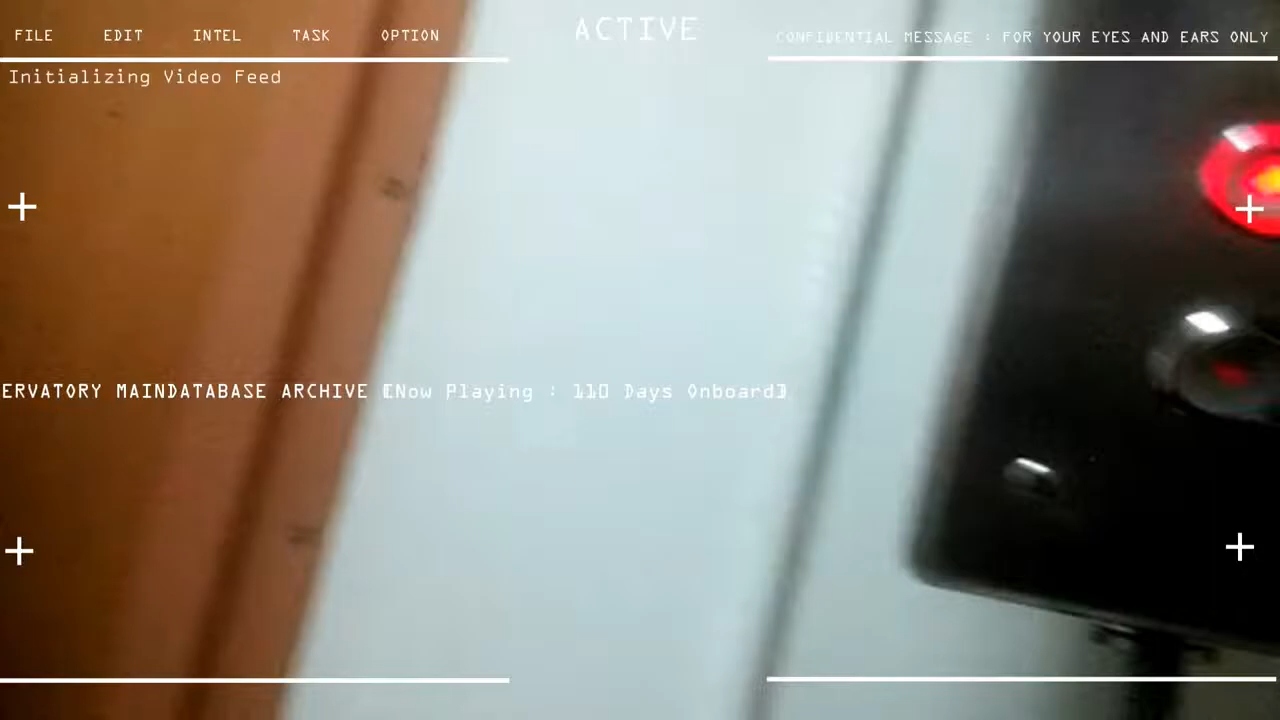 FILE EDIT INTEL TASK OPTION
ACTIVE
CONFIDENTIAL MESSAGE : FOR YOUR EYES AND EARS ONLY
Initializing Video Feed
ERVATORY MAINDATABASE ARCHIVE [Now Playing : 110 Days Onboard]